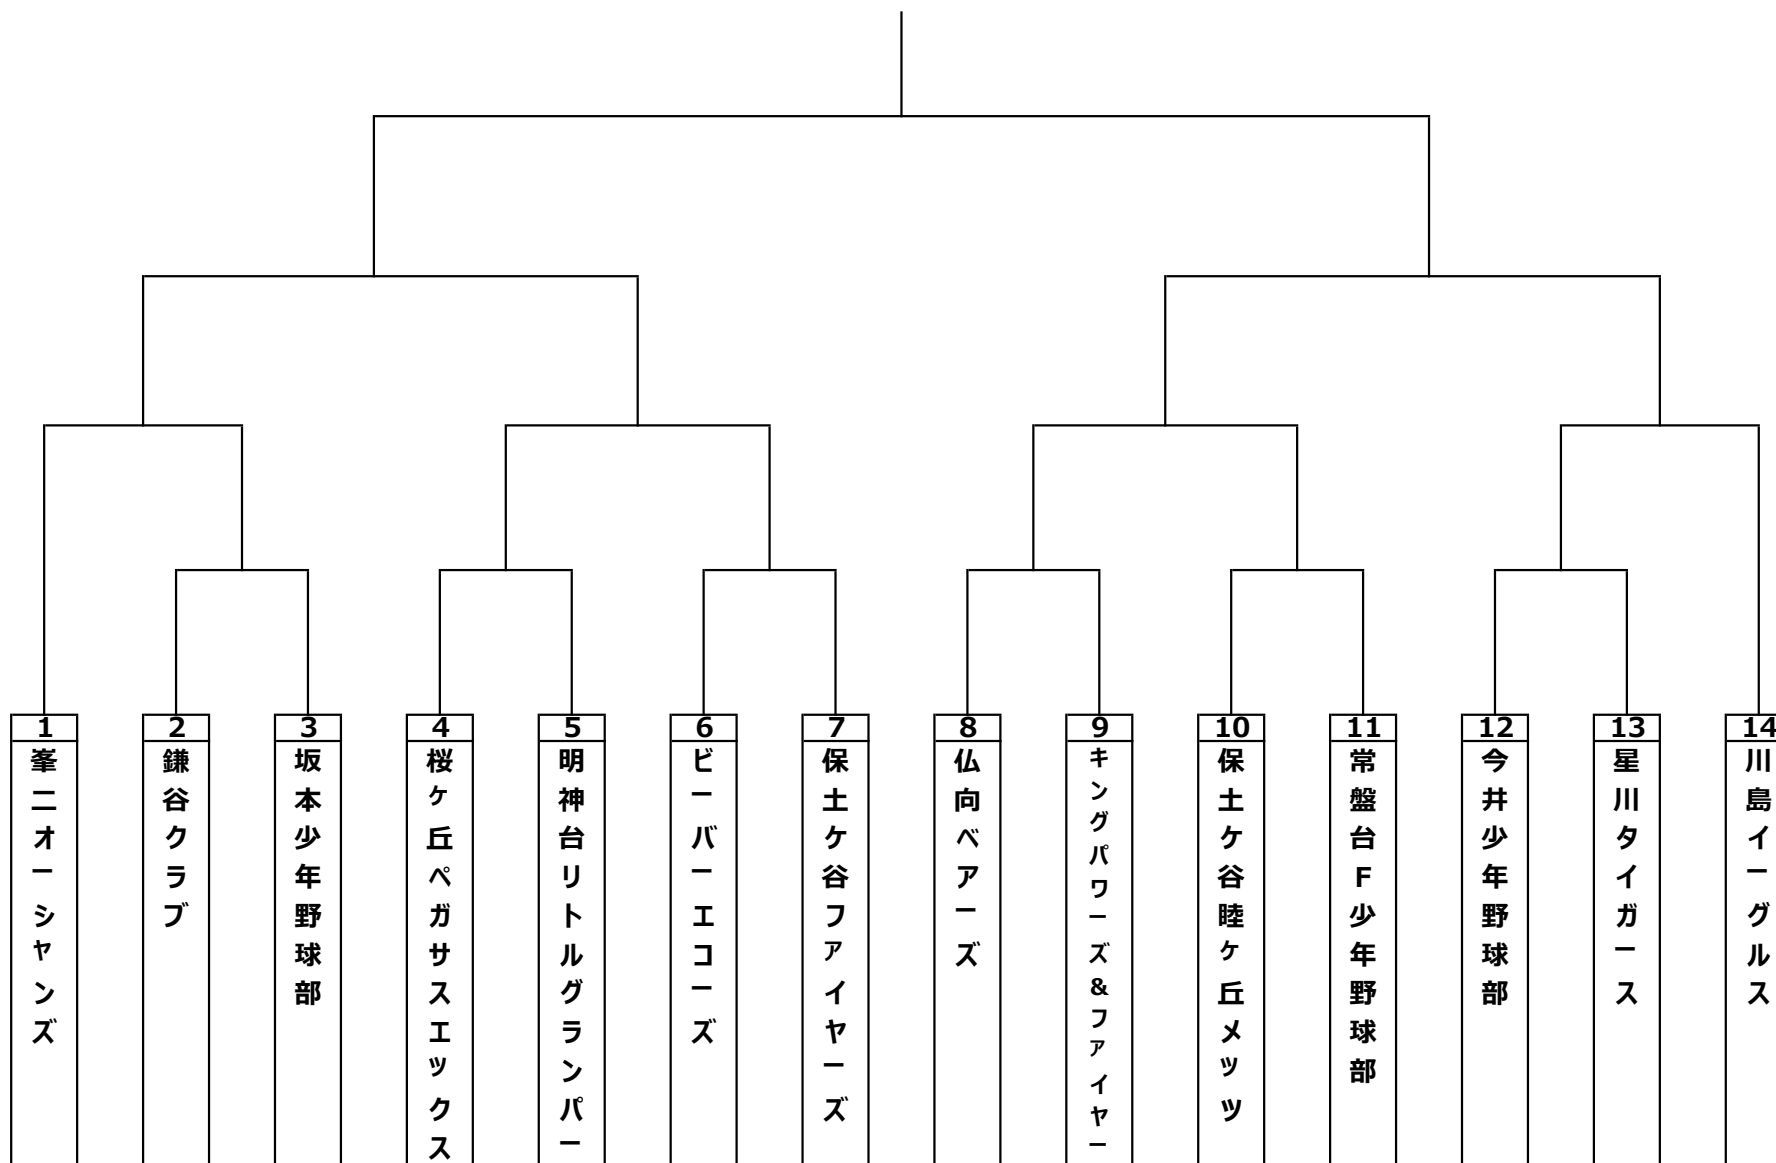 1
峯二オーシャンズ
2
鎌谷クラブ
3
坂本少年野球部
4
桜ヶ丘ペガサスエックス
5
明神台リトルグランパー
6
ビーバーエコーズ
7
保土ケ谷ファイヤーズ
8
仏向ベアーズ
9
キングパワーズ&ファイヤー
10
保土ケ谷睦ヶ丘メッツ
11
常盤台F少年野球部
12
今井少年野球部
13
星川タイガース
14
川島イーグルス